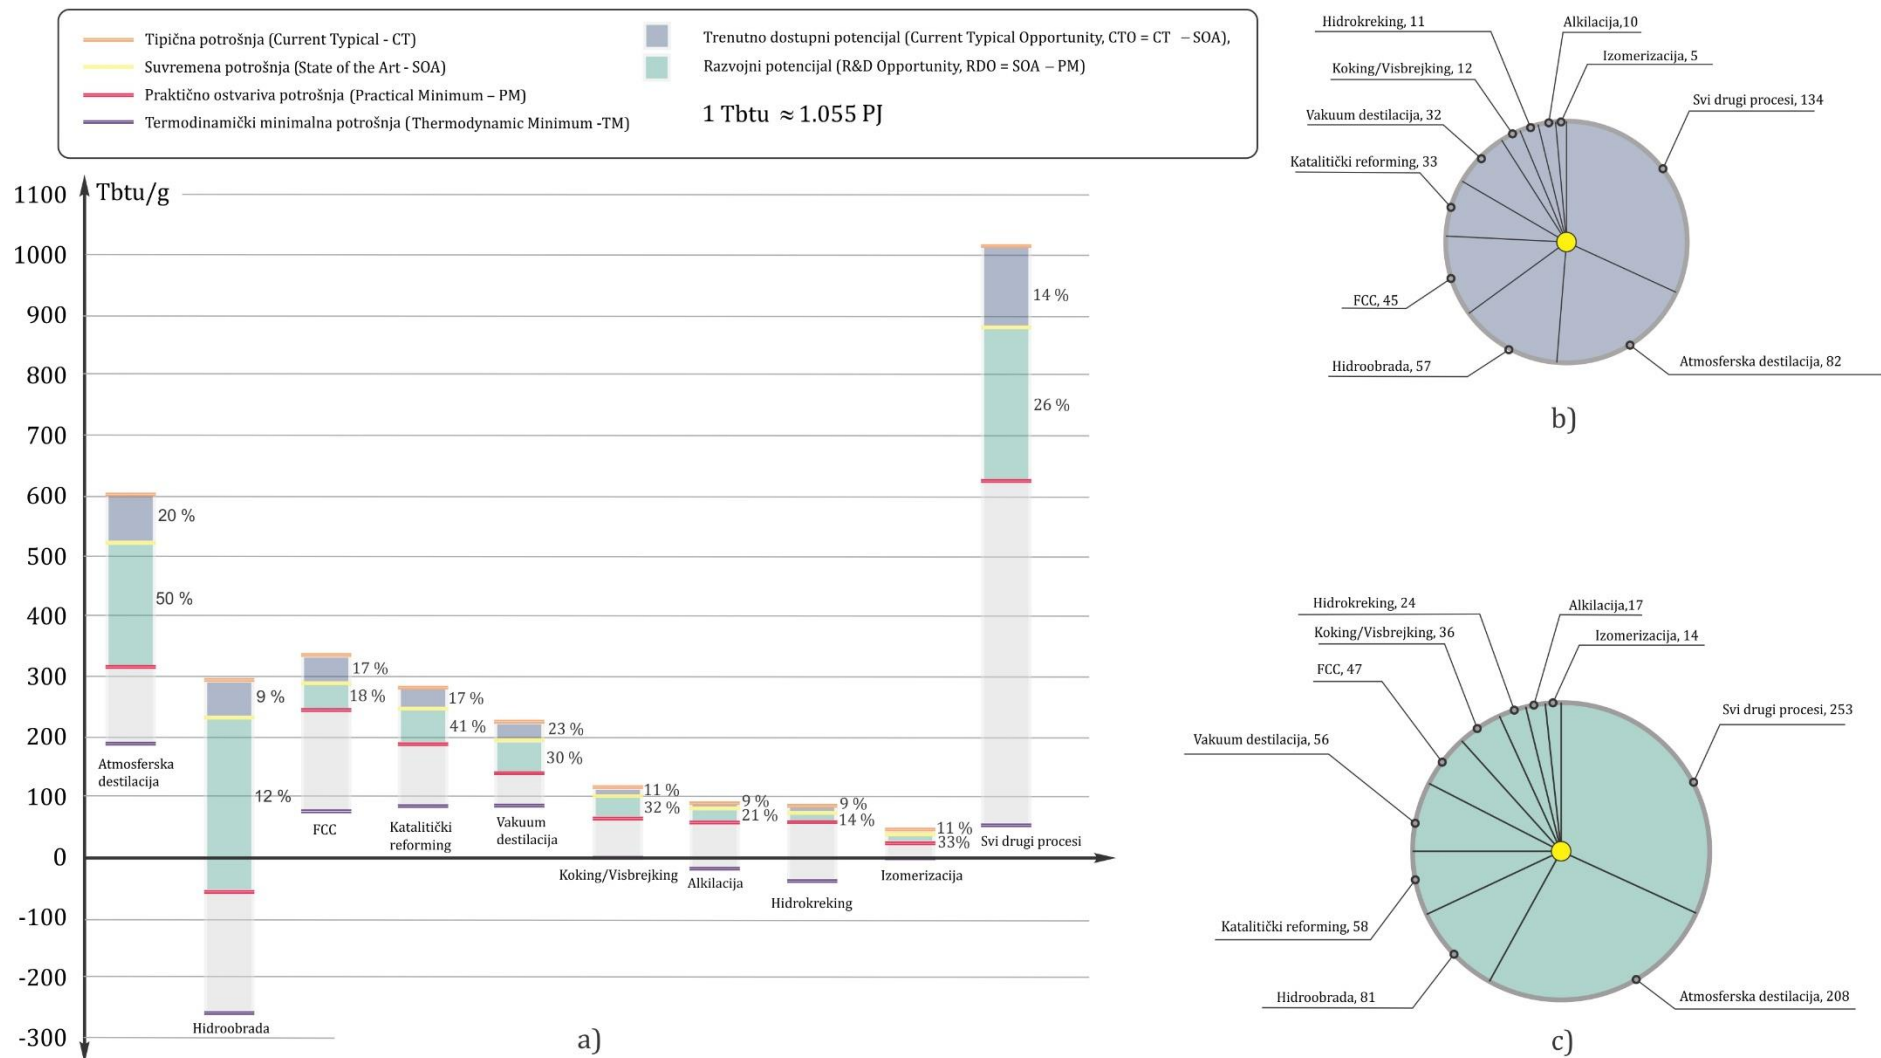 Tipična potrošnja (Current Typical - CT)
Suvremena potrošnja (State of the Art - SOA)
Praktično ostvariva potrošnja (Practical Minimum – PM)
Termodinamički minimalna potrošnja (Thermodynamic Minimum -TM)
Trenutno dostupni potencijal (Current Typical Opportunity, CTO = CT – SOA),
Razvojni potencijal (R&D Opportunity, RDO = SOA – PM)
1 Tbtu ≈ 1.055 PJ
Tbtu/g
1100
1000
900
800
700
600
500
400
300
200
100
0
-100
-200
-300
20 %
50 %
Atmosferska
destilacija
9 %
12 %
Hidroobrada
17 %
18 %
FCC
17 %
41 %
Katalitički
reforming
23 %
30 %
Vakuum
destilacija
11 %
32 %
Koking/Visbrejking
9 %
21 %
Alkilacija
9 %
14 %
Hidrokreking
11 %
33%
Izomerizacija
14 %
26 %
Svi drugi procesi
a)
Hidrokreking, 11
Alkilacija,10
Izomerizacija, 5
Koking/Visbrejking, 12
Svi drugi procesi, 134
Vakuum destilacija, 32
Katalitički reforming, 33
FCC, 45
Hidroobrada, 57
Atmosferska destilacija, 82
b)
Hidrokreking, 24
Alkilacija,17
Koking/Visbrejking, 36
Izomerizacija, 14
FCC, 47
Svi drugi procesi, 253
Vakuum destilacija, 56
Katalitički reforming, 58
Hidroobrada, 81
Atmosferska destilacija, 208
c)